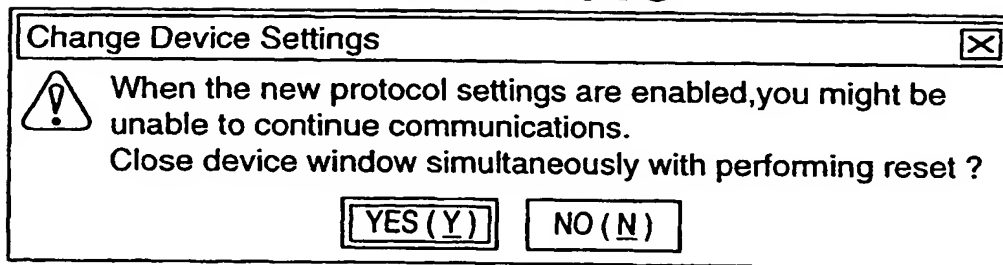 Change Device Settings
When the new protocol settings are enabled,you might be
unable to continue communications.
Close device window simultaneously with performing reset ?
YES ( Y ) NO ( N )